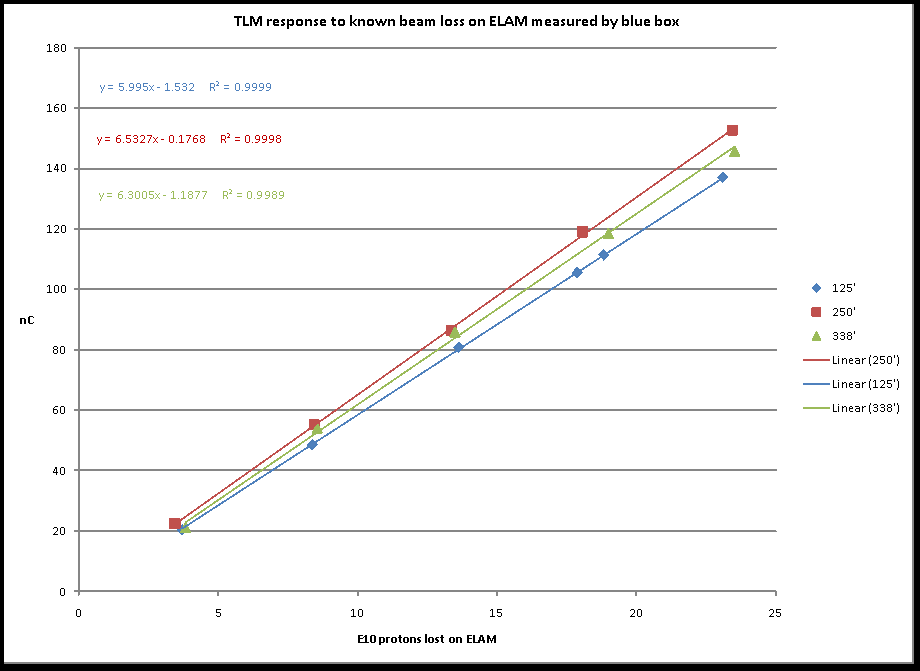 TLM response to known beam loss on ELAM measured by blue box
180
160
140
120
100
80
60
40
20
0
nC
y = 5.995x - 1.532 R² = 0.9999
y = 6.5327x - 0.1768 R² = 0.9998
y = 6.3005x - 1.1877 R² = 0.9989
0 5 10 15 20 25
E10 protons lost on ELAM
125'
250'
338'
Linear (250')
Linear (125')
Linear (338')